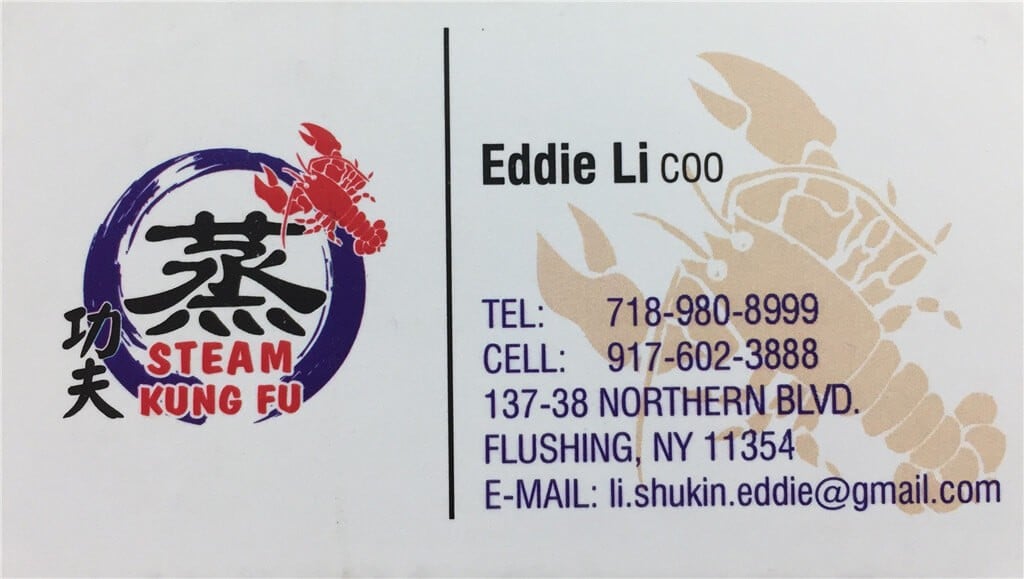 蒸
功夫
STEAM
KUNG FU
Eddie Li COO
TEL: 718-980-8999
CELL: 917-602-3888
137-38 NORTHERN BLVD.
FLUSHING, NY 11354
E-MAIL: li.shukin.eddie@gmail.com